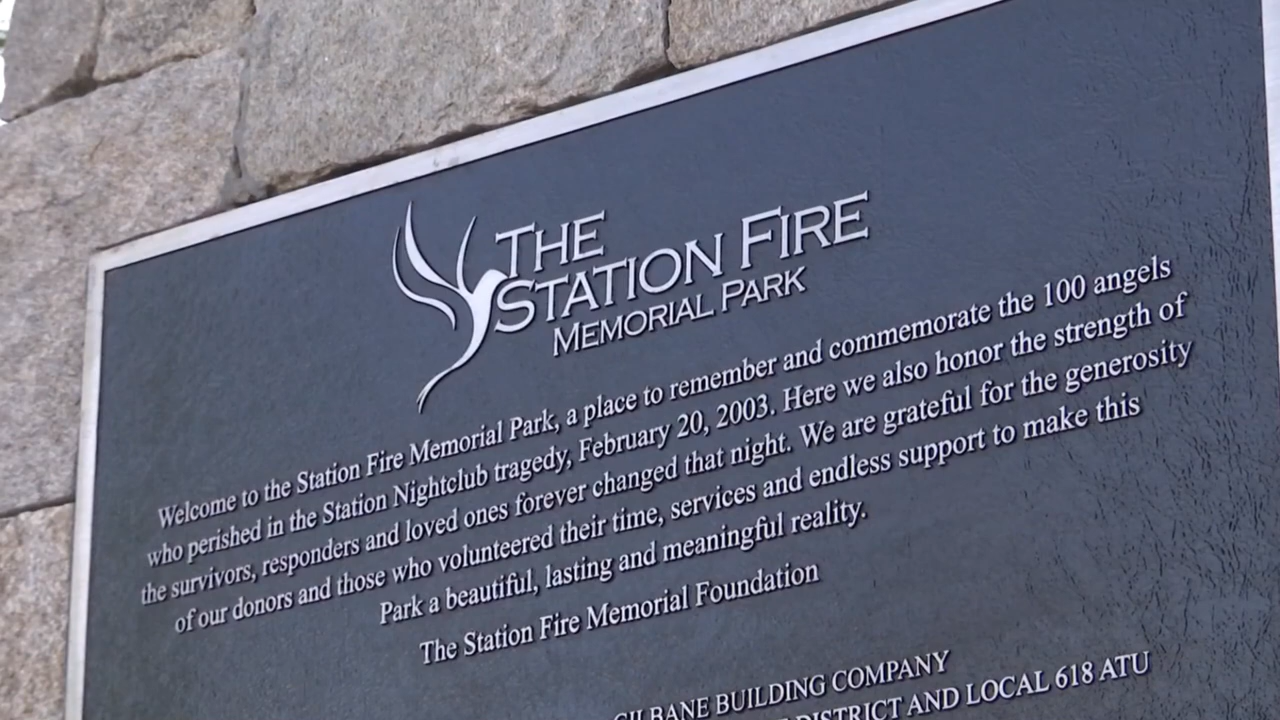 THE
STATION FIRE
MEMORIAL PARK
Welcome to the Station Fire Memorial Park, a place to remember and commemorate the 100 angels
who perished in the Station Nightclub tragedy, February 20, 2003. Here we also honor the strength of
the survivors, responders and loved ones forever changed that night. We are grateful for the generosity
of our donors and those who volunteered their time, services and endless support to make this
Park a beautiful, lasting and meaningful reality.
The Station Fire Memorial Foundation
GILBANE BUILDING COMPANY
DISTRICT AND LOCAL 618 ATU